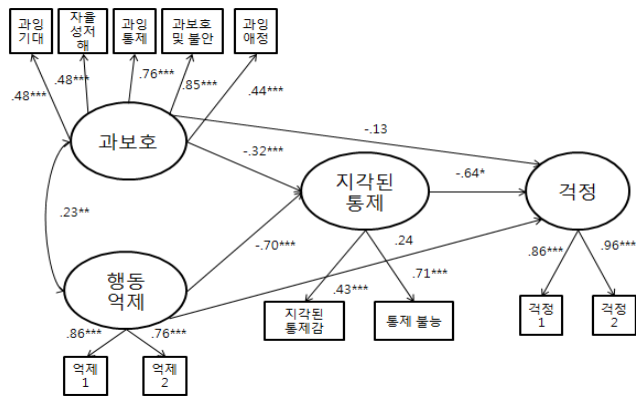 과잉
기대
자율
성저
해
과잉
통제
과보호
및 불안
과잉
애정
.48***
.48***
.76***
.85***
.44***
과보호
-.13
-.32***
지각된
통제
-.64*
걱정
.23**
-.70***
.24
행동
억제
.43***
.71***
.86***
.96***
지각된
통제감
통제 불능
걱정
1
걱정
2
.86***
.76***
억제
1
억제
2